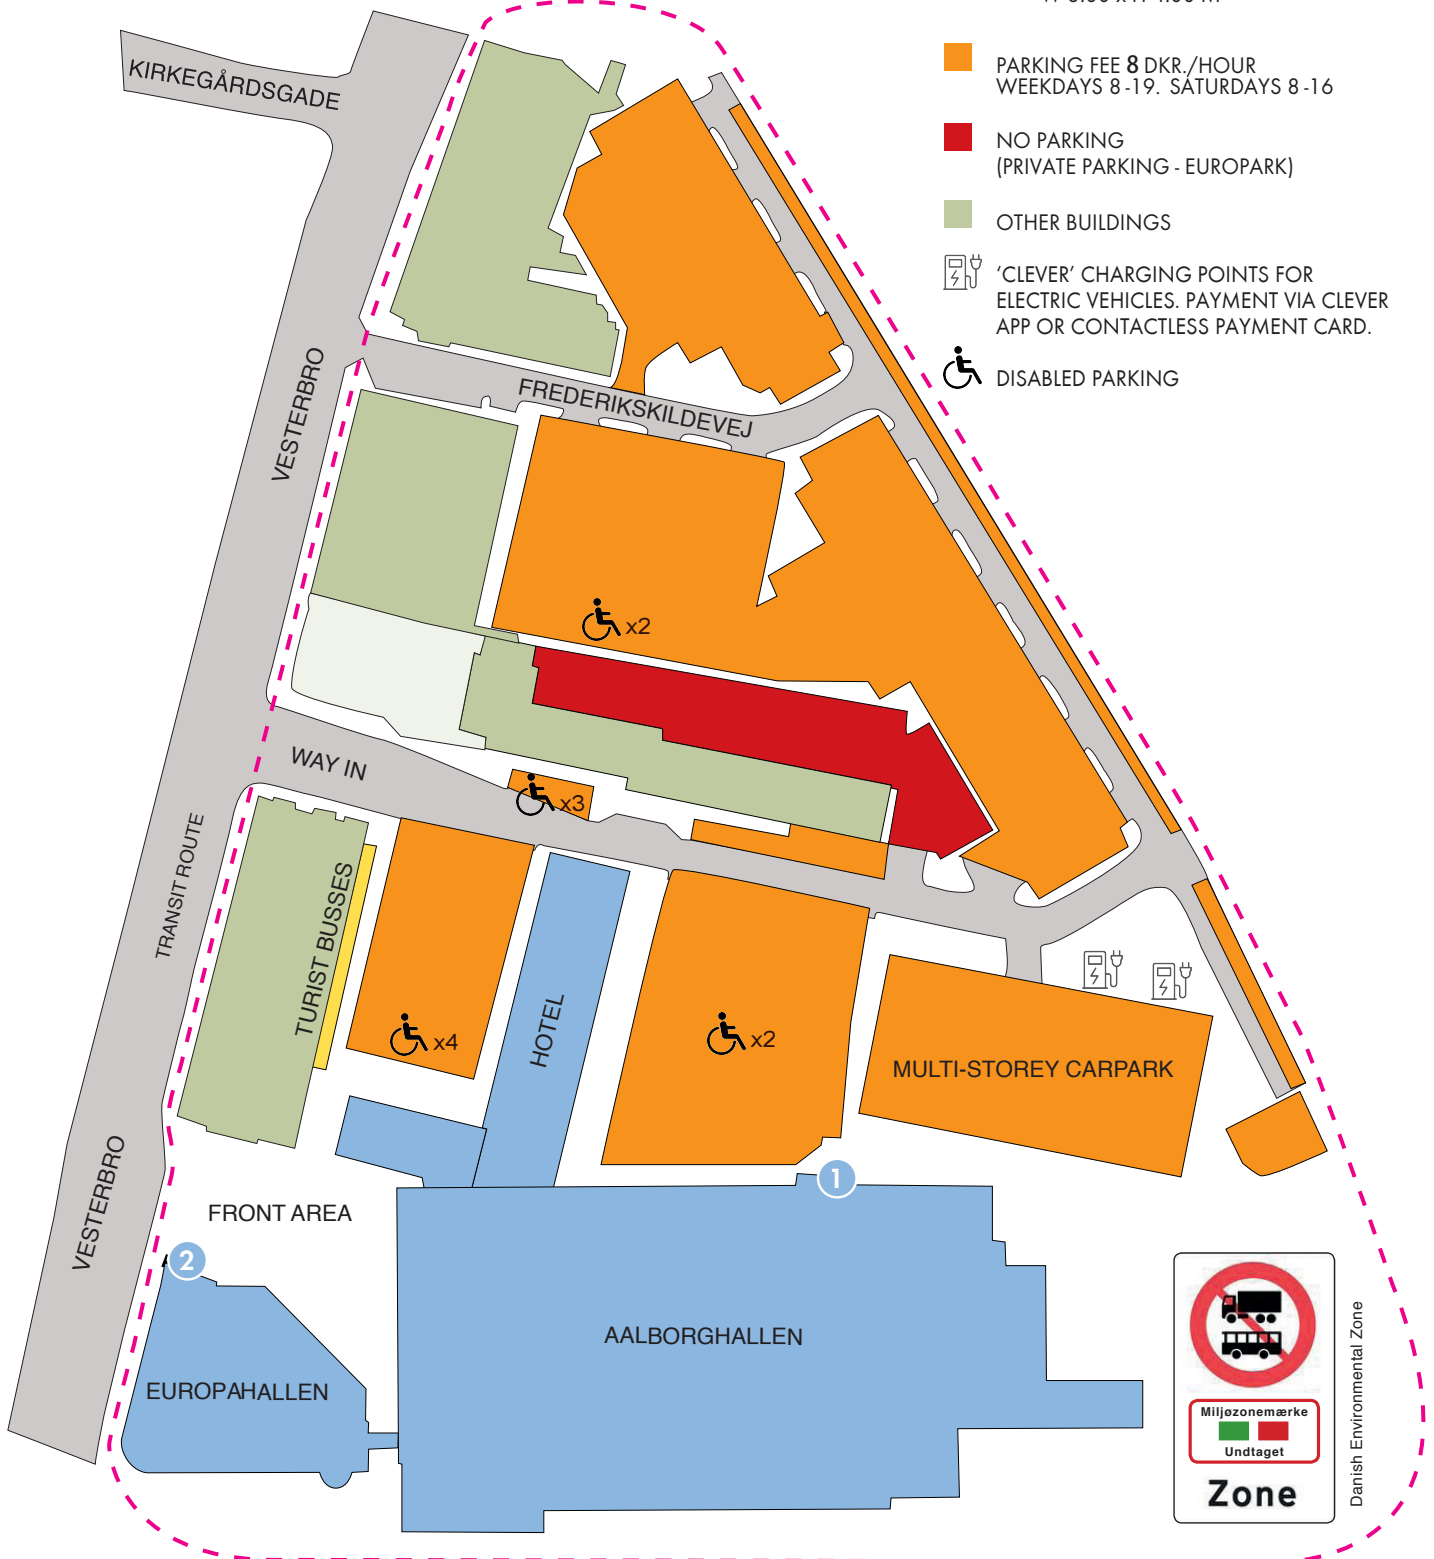 PARKING FEE 8 DKR./HOUR
WEEKDAYS 8-19. SATURDAYS 8-16
NO PARKING
(PRIVATE PARKING - EUROPARK)
OTHER BUILDINGS
'CLEVER' CHARGING POINTS FOR
ELECTRIC VEHICLES. PAYMENT VIA CLEVER
APP OR CONTACTLESS PAYMENT CARD.
DISABLED PARKING
KIRKEGÅRDSGADE
VESTERBRO
FREDERIKSKILDEVEJ
x2
WAY IN
x3
TRANSIT ROUTE
TURIST BUSSES
x4
HOTEL
x2
MULTI-STOREY CARPARK
VESTERBRO
FRONT AREA
1
2
AALBORGHALLEN
EUROPAHALLEN
Miljøzonemærke
Undtaget
Zone
Danish Environmental Zone